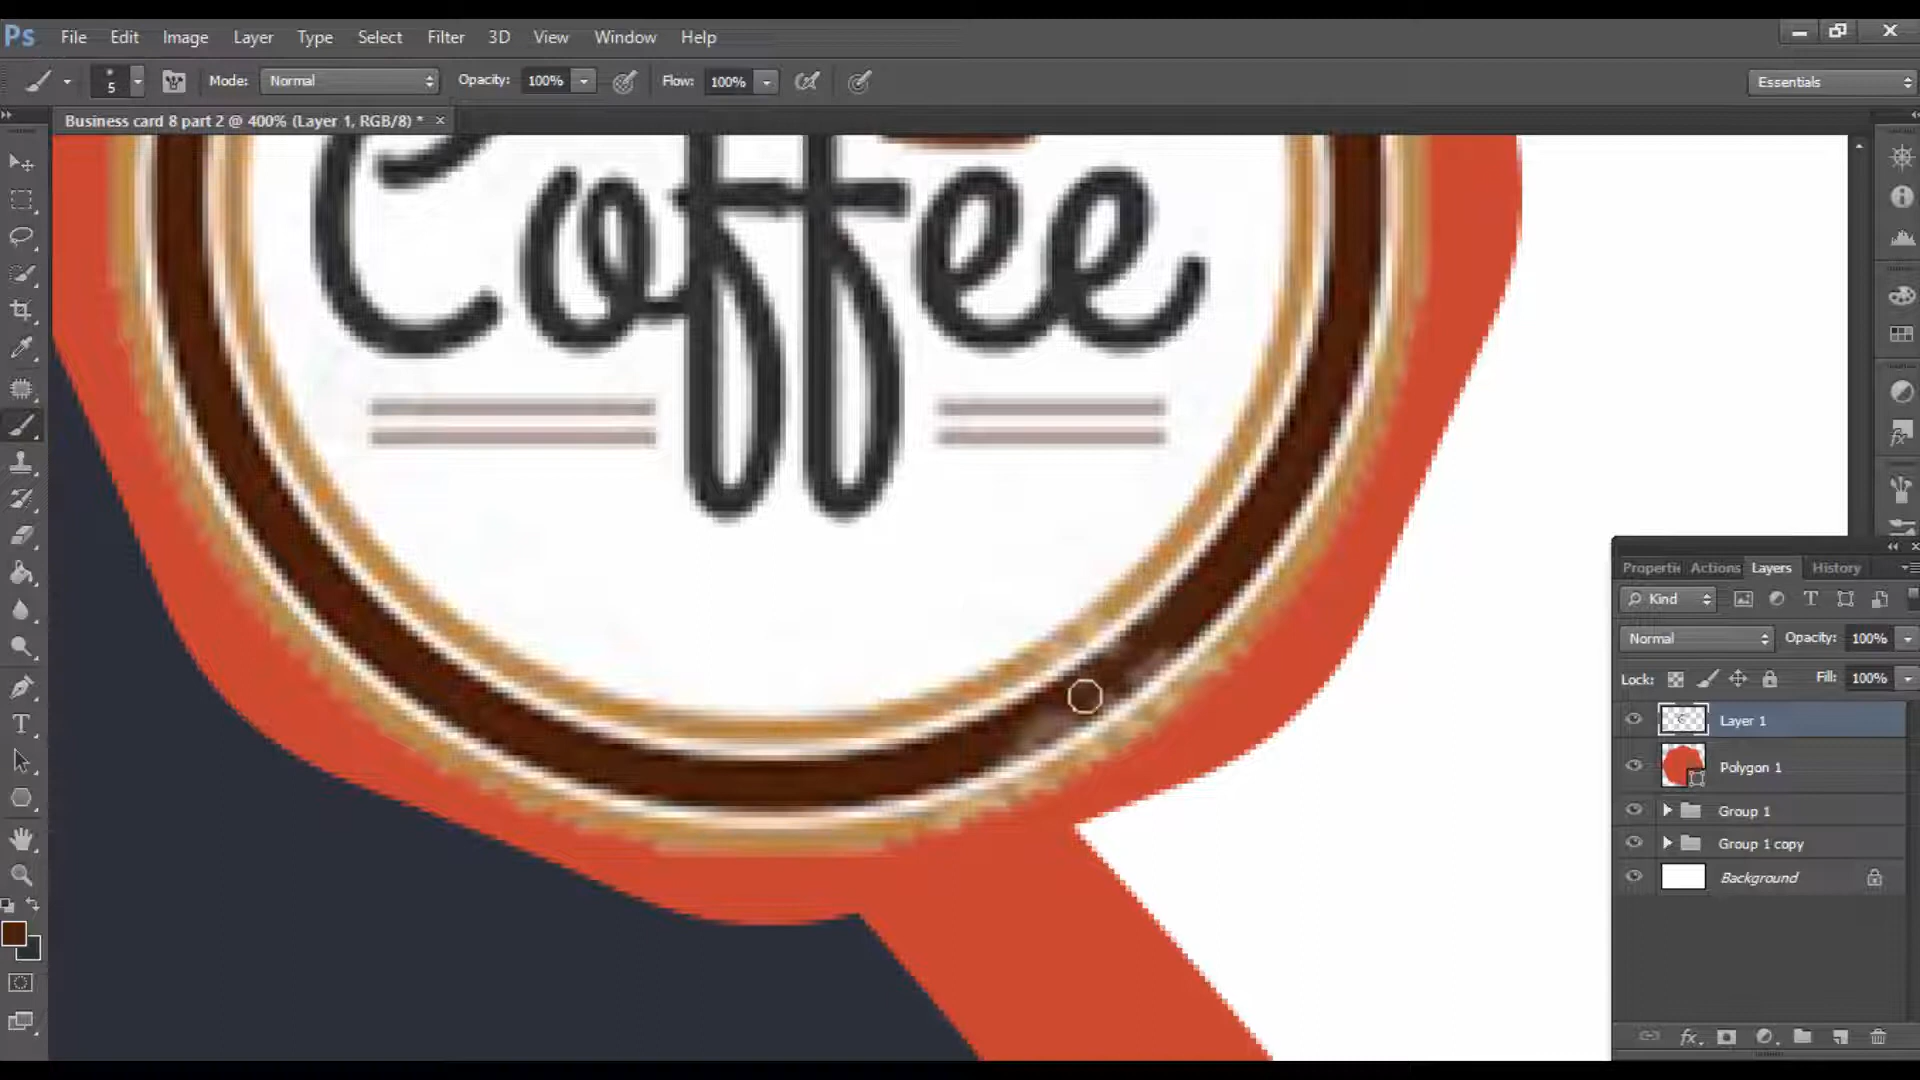 Ps File Edit Image Layer Type Select Filter 3D View Window Help
5 Mode: Normal Opacity: 100% Flow: 100% Essentials
Business card 8 part 2 @ 400% (Layer 1, RGB/8) * ×
Coffee
Properti Actions Layers History
Kind
Normal Opacity: 100%
Lock: Fill: 100%
Layer 1
Polygon 1
Group 1
Group 1 copy
Background